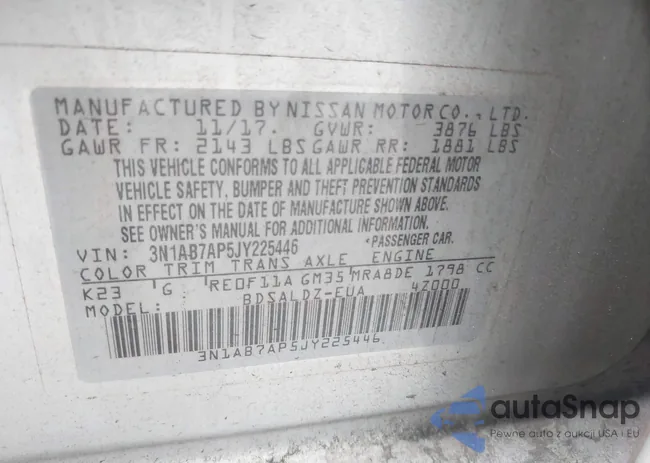 MANUFACTURED BY NISSAN MOTOR CO., LTD.
DATE: 11/17. GVWR: 3876 LBS
GAWR FR: 2143 LBS GAWR RR: 1881 LBS
THIS VEHICLE CONFORMS TO ALL APPLICABLE FEDERAL MOTOR
VEHICLE SAFETY, BUMPER AND THEFT PREVENTION STANDARDS
IN EFFECT ON THE DATE OF MANUFACTURE SHOWN ABOVE.
SEE OWNER'S MANUAL FOR ADDITIONAL INFORMATION.
VIN: 3N1AB7AP5JY225446 *PASSENGER CAR.
COLOR TRIM TRANS AXLE ENGINE
K23 'G' RE0F11A GM35 MRA8DE 1798 CC
MODEL: BDSALDZ-EUA 42000
3N1AB7AP5JY225446
autaSnap
Pewne auto z aukcji USA i EU